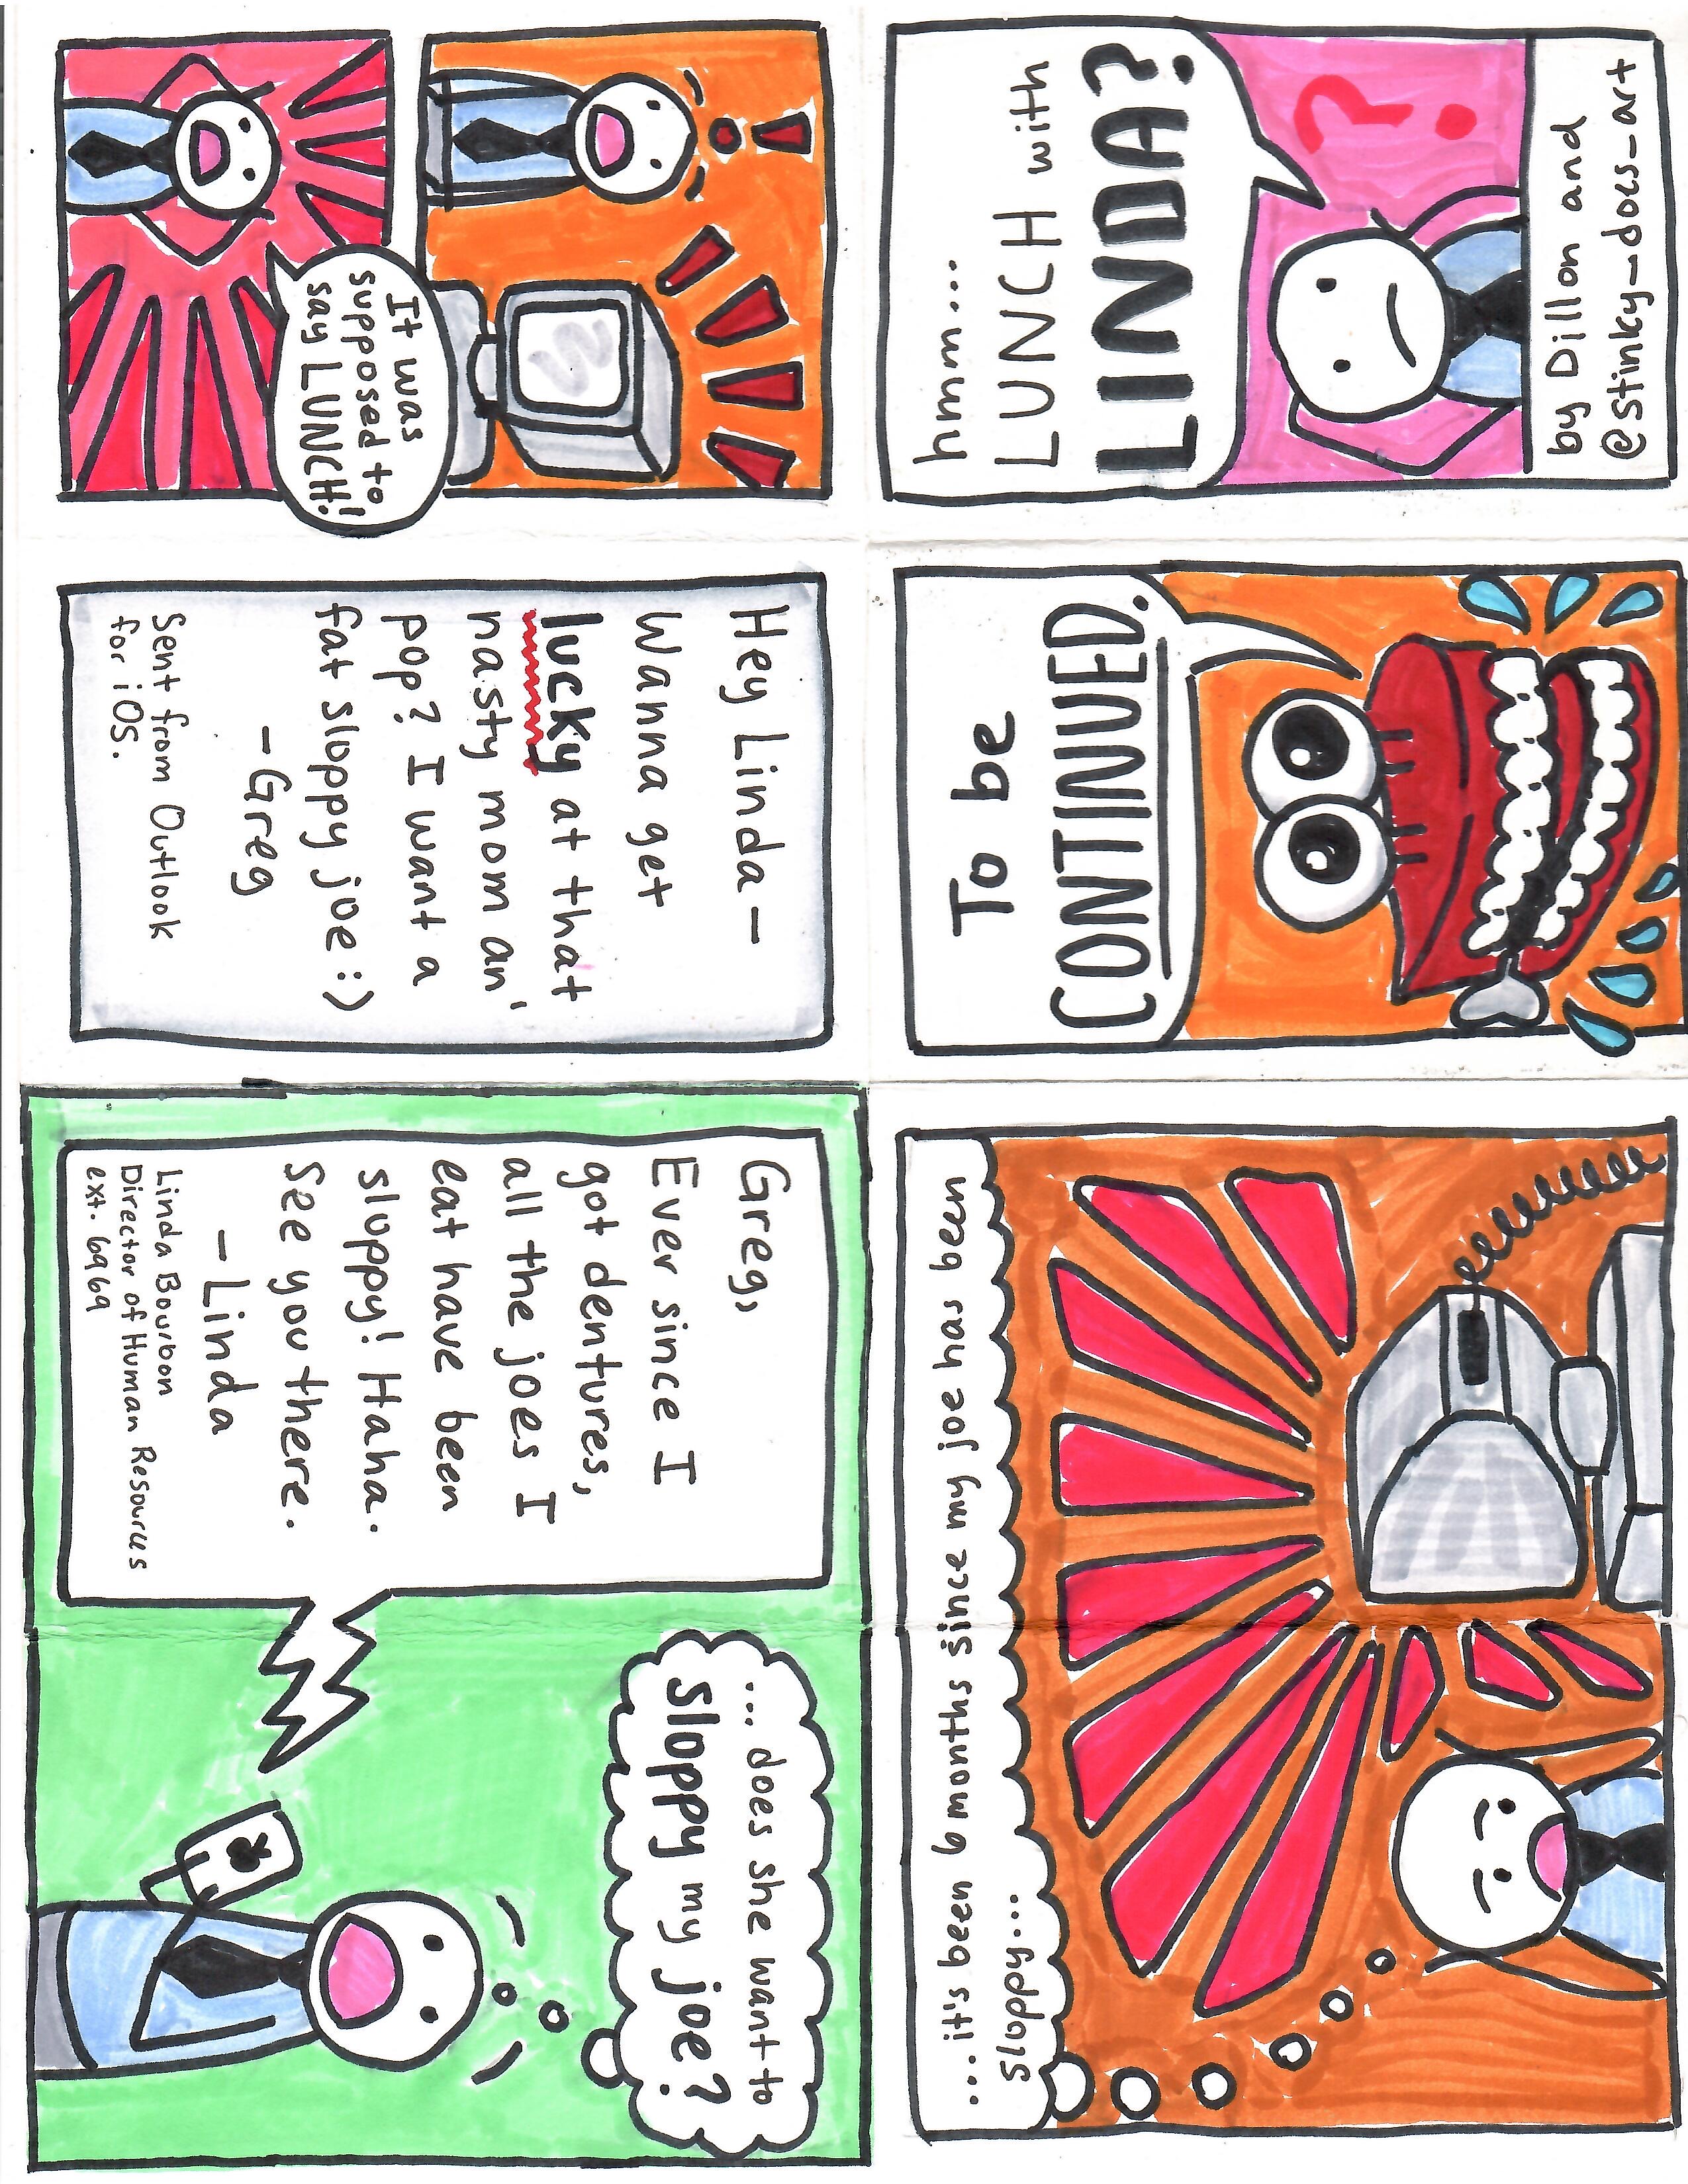 hmm...
LUNCH with
LINDA?
?
by Dillon and
@stinky_does_art
!
It was
supposed to
say LUNCH!!
Hey Linda —
Wanna get
lucky at that
nasty mom an'
pop? I want a
fat sloppy joe :)
- Greg
Sent from Outlook
for iOS.
Greg,
Ever since I
got dentures,
all the joes I
eat have been
sloppy! Haha.
See you there.
- Linda
Linda Bourbon
Director of Human Resources
ext. 6969
... does she want to
sloppy my joe?
...it's been 6 months since my joe has been
sloppy...
To be
CONTINUED.